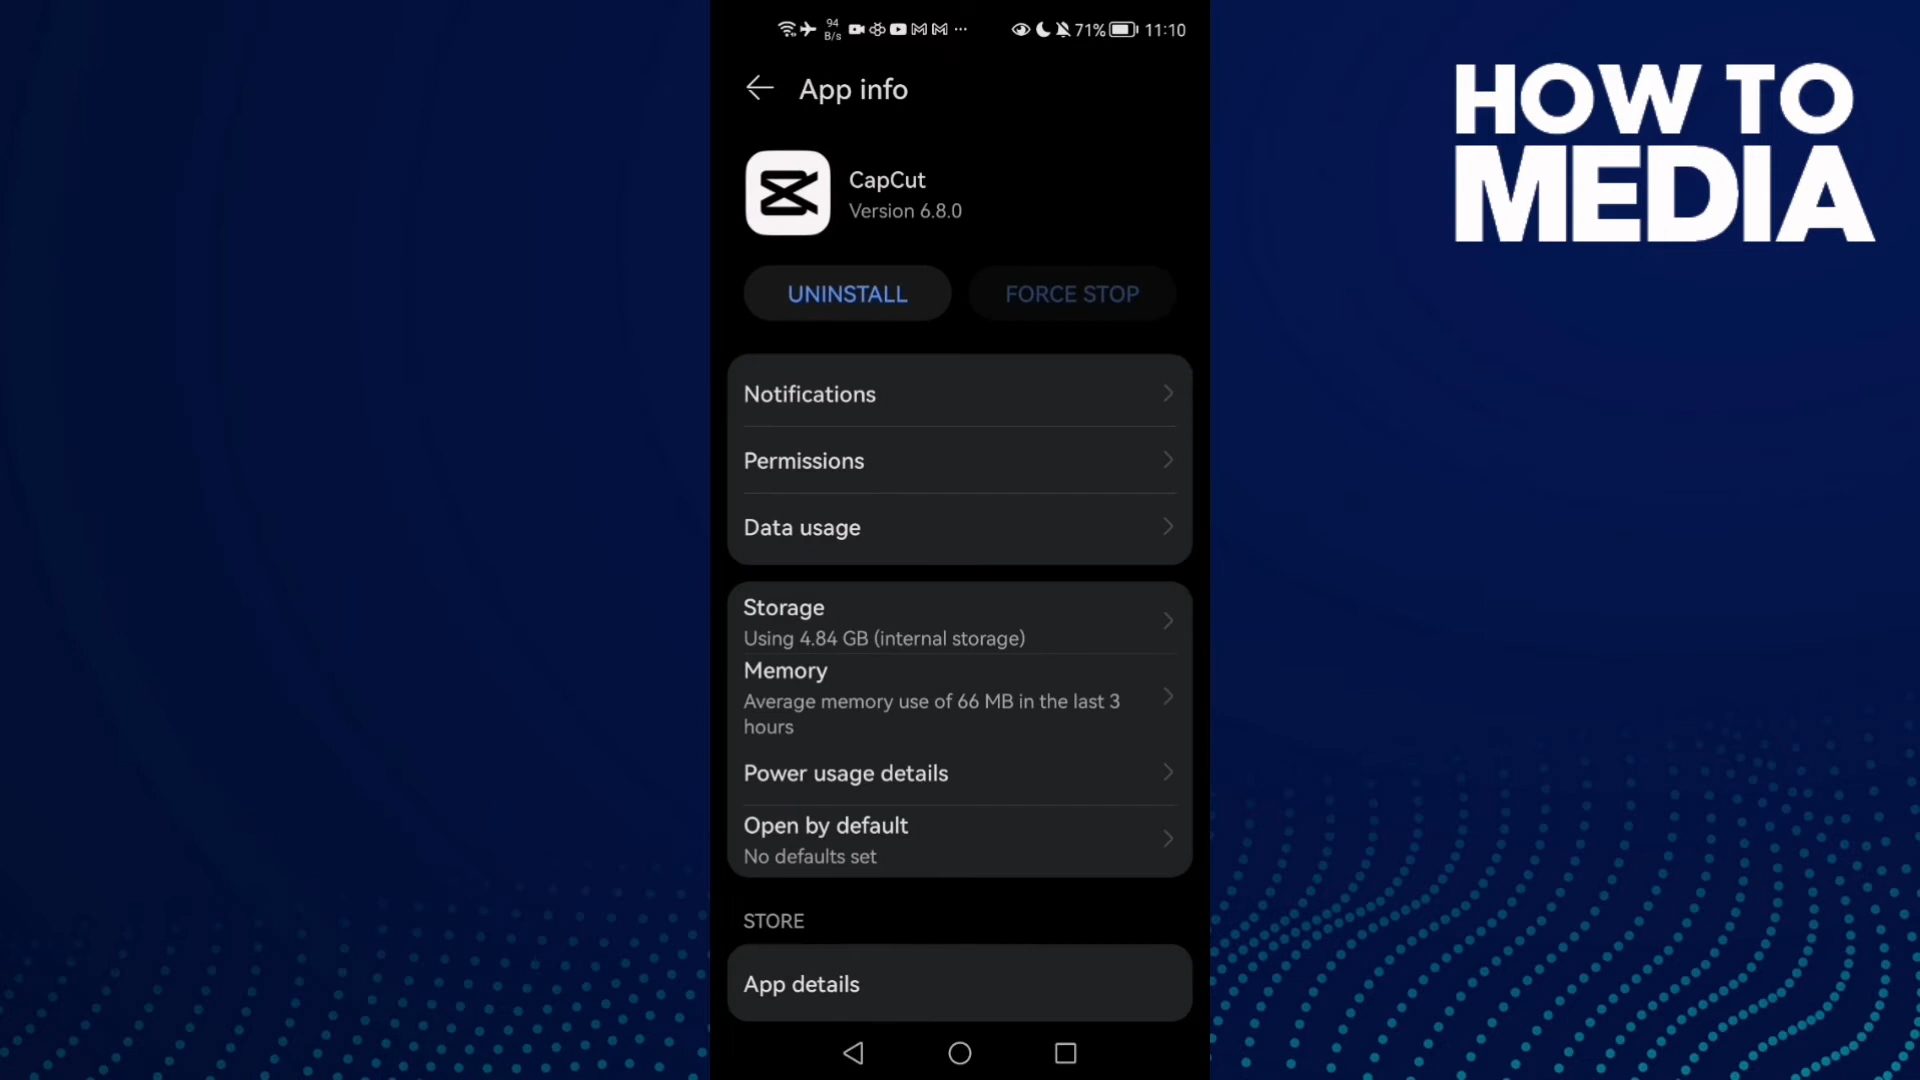 94
B/s
71%
11:10
App info
HOW TO
MEDIA
CapCut
Version 6.8.0
UNINSTALL
FORCE STOP
Notifications
Permissions
Data usage
Storage
Using 4.84 GB (internal storage)
Memory
Average memory use of 66 MB in the last 3
hours
Power usage details
Open by default
No defaults set
STORE
App details